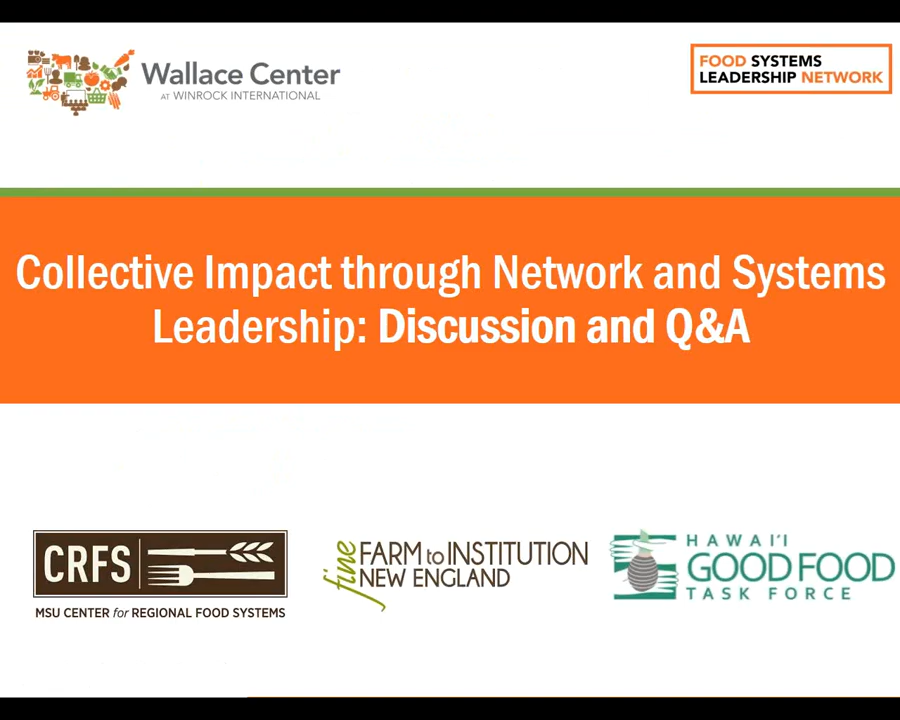 Wallace Center
AT WINROCK INTERNATIONAL
FOOD SYSTEMS
LEADERSHIP NETWORK
Collective Impact through Network and Systems
Leadership: Discussion and Q&A
CRFS
MSU CENTER for REGIONAL FOOD SYSTEMS
fine
FARM to INSTITUTION
NEW ENGLAND
HAWAI'I
GOOD FOOD
TASK FORCE